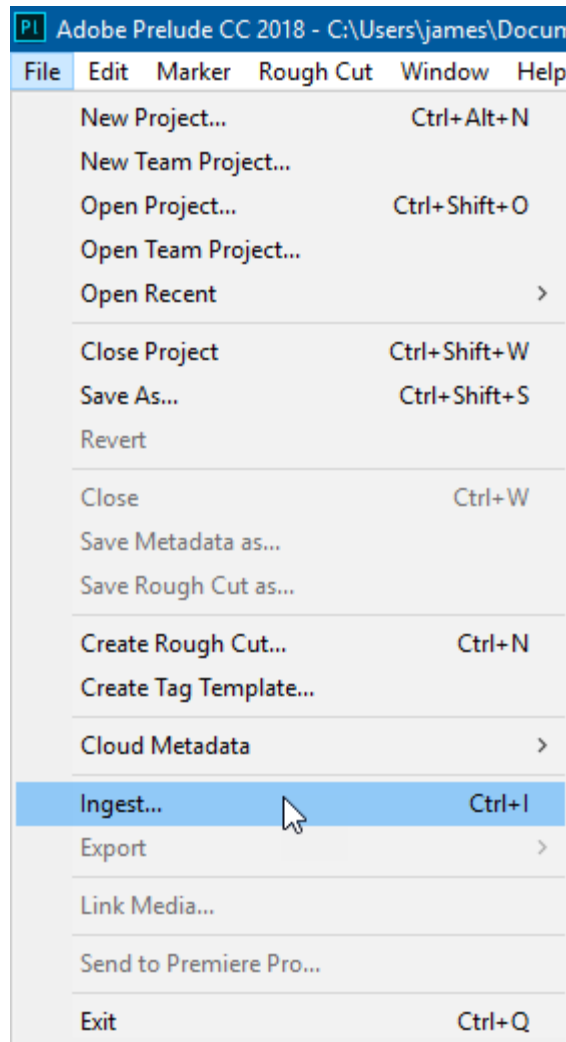 Pl Adobe Prelude CC 2018 - C:\Users\james\Docum
File Edit Marker Rough Cut Window Help
New Project... Ctrl+Alt+N
New Team Project...
Open Project... Ctrl+Shift+O
Open Team Project...
Open Recent >
Close Project Ctrl+Shift+W
Save As... Ctrl+Shift+S
Revert
Close Ctrl+W
Save Metadata as...
Save Rough Cut as...
Create Rough Cut... Ctrl+N
Create Tag Template...
Cloud Metadata >
Ingest... Ctrl+I
Export >
Link Media...
Send to Premiere Pro...
Exit Ctrl+Q